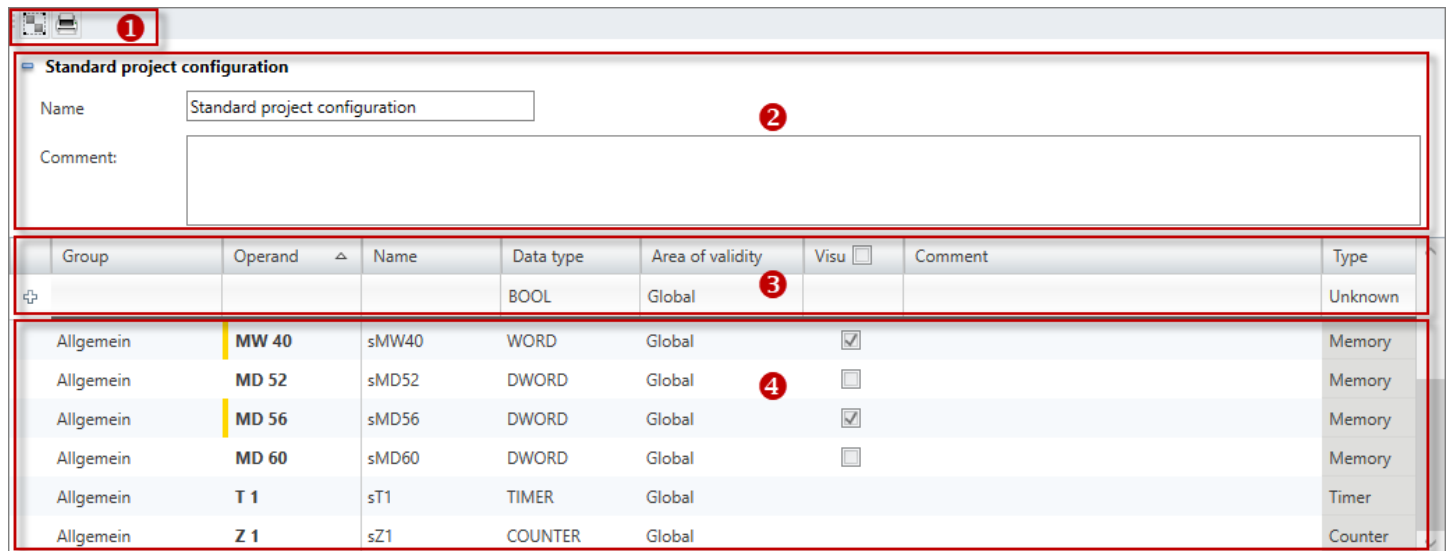 1
Standard project configuration
Name Standard project configuration
2
Comment:
Group Operand Name Data type Area of validity Visu Comment Type
BOOL Global 3 Unknown
Allgemein MW 40 sMW40 WORD Global Memory
Allgemein MD 52 sMD52 DWORD Global 4 Memory
Allgemein MD 56 sMD56 DWORD Global Memory
Allgemein MD 60 sMD60 DWORD Global Memory
Allgemein T 1 sT1 TIMER Global Timer
Allgemein Z 1 sZ1 COUNTER Global Counter